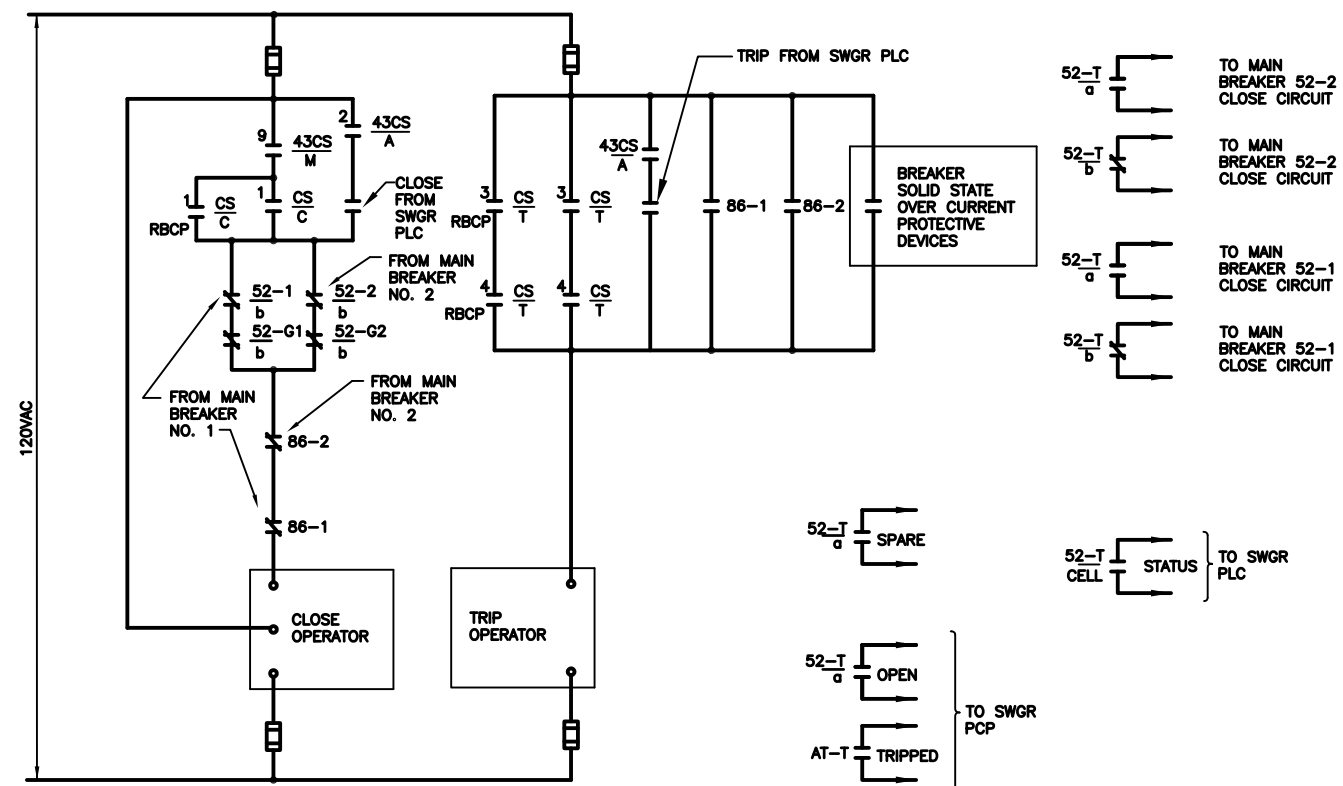 120VAC
9
43CS
M
2
43CS
A
1
CS
C
RBCP
1
CS
C
CLOSE
FROM
SWGR
PLC
52-1
b
52-2
b
FROM MAIN
BREAKER
NO. 2
52-G1
b
52-G2
b
FROM MAIN
BREAKER
NO. 1
FROM MAIN
BREAKER
NO. 2
86-2
86-1
CLOSE
OPERATOR
TRIP FROM SWGR PLC
3
CS
T
RBCP
3
CS
T
43CS
A
86-1
86-2
BREAKER
SOLID STATE
OVER CURRENT
PROTECTIVE
DEVICES
4
CS
T
RBCP
4
CS
T
TRIP
OPERATOR
52-T
a
TO MAIN
BREAKER 52-2
CLOSE CIRCUIT
52-T
b
TO MAIN
BREAKER 52-2
CLOSE CIRCUIT
52-T
a
TO MAIN
BREAKER 52-1
CLOSE CIRCUIT
52-T
b
TO MAIN
BREAKER 52-1
CLOSE CIRCUIT
52-T
a
SPARE
52-T
CELL
STATUS
TO SWGR
PLC
52-T
a
OPEN
AT-T
TRIPPED
TO SWGR
PCP